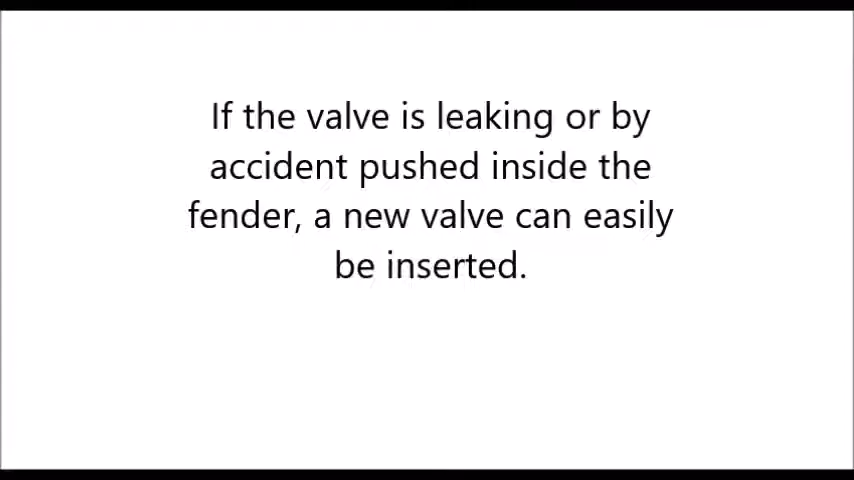 If the valve is leaking or by
accident pushed inside the
fender, a new valve can easily
be inserted.